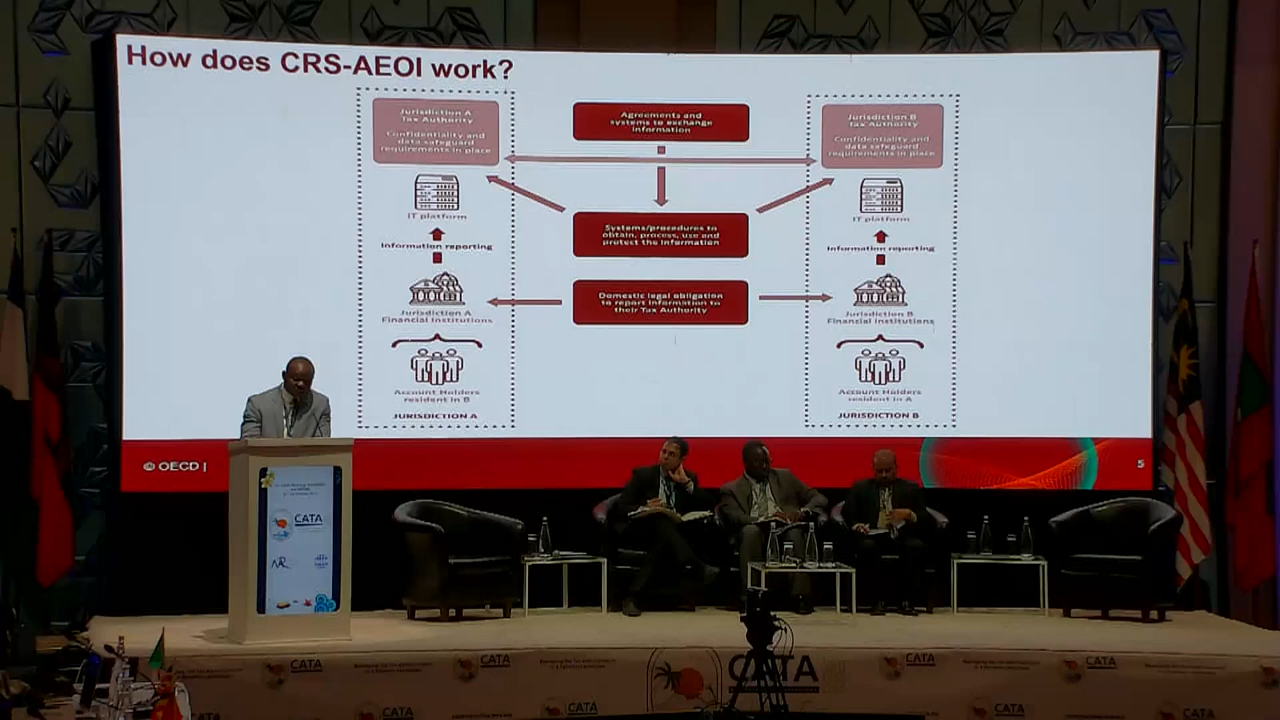 How does CRS-AEOI work?
Jurisdiction A
Tax Authority
Confidentiality and
data safeguard
requirements in place
IT platform
Information reporting
Jurisdiction A
Financial Institutions
Account Holders
resident in B
JURISDICTION A
Agreements and
systems to exchange
information
Systems/procedures to
obtain, process, use and
protect the information
Domestic legal obligation
to report information to
their Tax Authority
Jurisdiction B
Tax Authority
Confidentiality and
data safeguard
requirements in place
IT platform
Information reporting
Jurisdiction B
Financial Institutions
Account Holders
resident in A
JURISDICTION B
OECD |
5
CATA
CATA
CATA
CATA
CATA
CATA
CATA
CATA